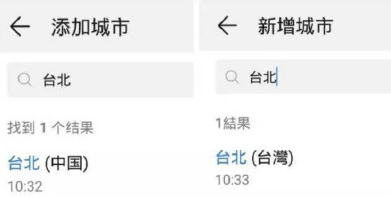 添加城市
台北
找到 1 个结果
台北 (中国)
10:32
新增城市
台北
1結果
台北 (台灣)
10:33